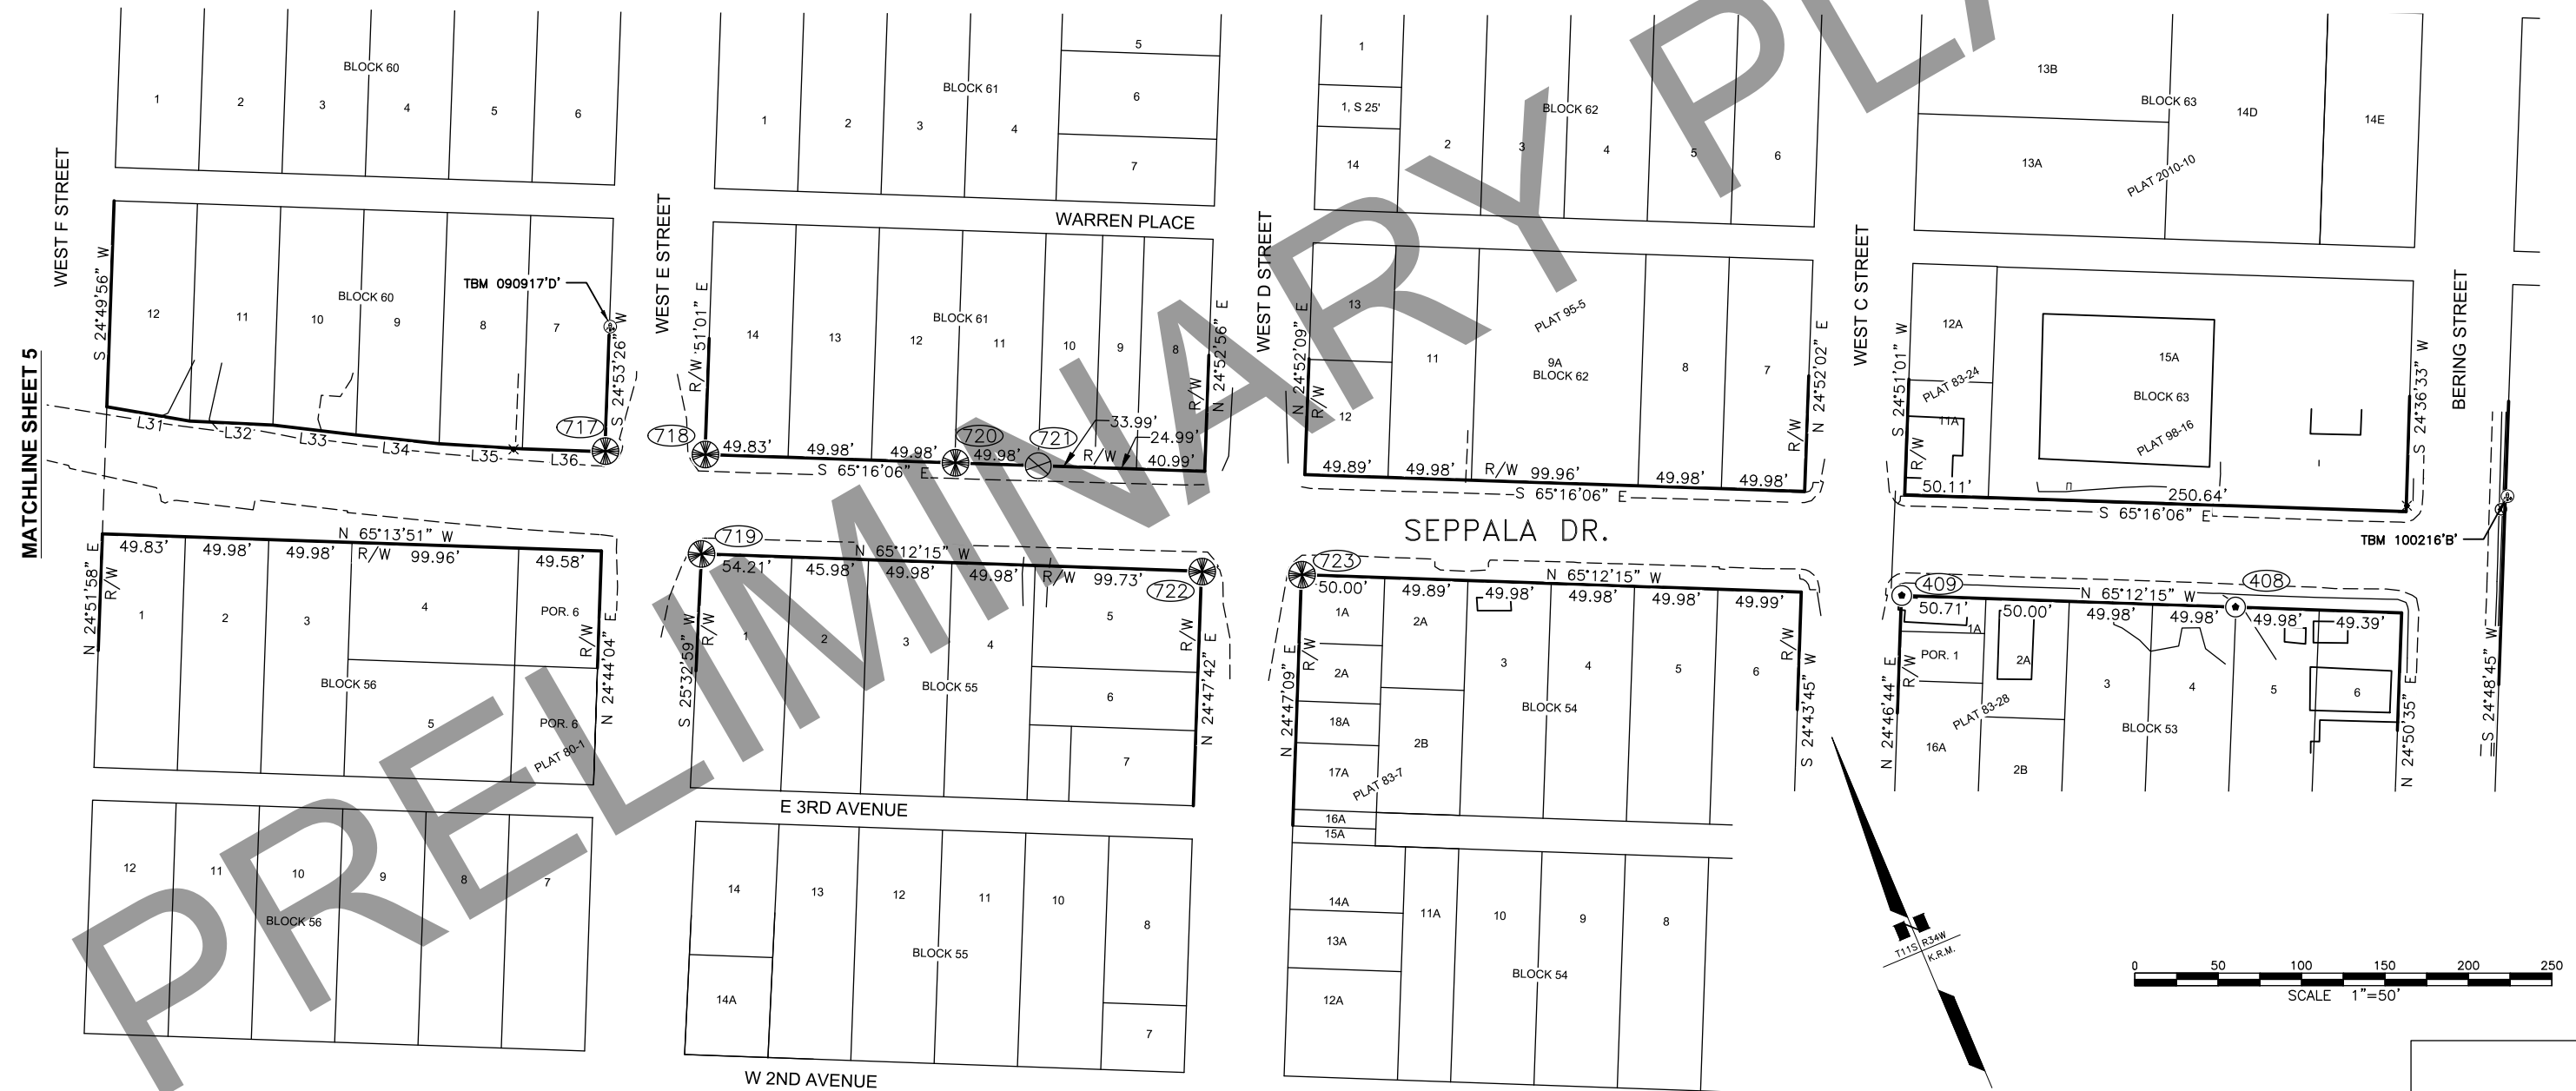 PRELIMINARY PLA
MATCHLINE SHEET 5
WEST F STREET
WEST E STREET
WEST D STREET
WEST C STREET
BERING STREET
BLOCK 60
1
2
3
4
5
6
BLOCK 61
1
2
3
4
5
6
7
BLOCK 62
1
1, S 25'
14
2
3
4
5
6
BLOCK 63
13B
13A
14D
14E
PLAT 2010-10
WARREN PLACE
S 24°49'56" W
BLOCK 60
12
11
10
9
8
7
TBM 090917'D'
S 24°53'26" W
L31
L32
L33
L34
L35
L36
717
718
R/W
51'01" E
BLOCK 61
14
13
12
11
10
9
8
R/W
N 24°52'56" E
49.83'
49.98'
49.98'
720
49.98'
721
33.99'
24.99'
R/W
40.99'
S 65°16'06" E
N 24°52'09" E
R/W
13
12
11
9A
BLOCK 62
8
7
PLAT 95-5
R/W
N 24°52'02" E
49.89'
49.98'
R/W
99.96'
49.98'
49.98'
S 65°16'06" E
S 24°51'01" W
R/W
12A
11A
PLAT 83-24
15A
BLOCK 63
PLAT 98-16
S 24°36'33" W
50.11'
250.64'
S 65°16'06" E
TBM 100216'B'
SEPPALA DR.
N 65°13'51" W
49.83'
49.98'
49.98'
R/W
99.96'
49.58'
N 24°51'58" E
R/W
1
2
3
4
5
POR. 6
POR. 6
BLOCK 56
PLAT 80-1
R/W
N 24°44'04" E
719
N 65°12'15" W
54.21'
45.98'
49.98'
49.98'
R/W
99.73'
722
S 25°32'59" W
R/W
1
2
3
4
5
6
7
BLOCK 55
R/W
N 24°47'42" E
723
N 65°12'15" W
50.00'
49.89'
49.98'
49.98'
49.98'
49.99'
N 24°47'09" E
R/W
1A
2A
18A
17A
16A
15A
2A
2B
3
4
5
6
BLOCK 54
PLAT 83-7
R/W
S 24°43'45" W
409
408
N 65°12'15" W
50.71'
50.00'
49.98'
49.98'
49.98'
49.39'
N 24°46'44" E
R/W
1A
POR. 1
16A
2A
2B
3
4
5
6
BLOCK 53
PLAT 83-28
N 24°50'35" E
S 24°48'45" W
E 3RD AVENUE
12
11
10
9
8
7
BLOCK 56
14
14A
13
12
11
10
8
7
BLOCK 55
14A
13A
12A
11A
10
9
8
BLOCK 54
W 2ND AVENUE
T11S
R34W
K.R.M.
0 50 100 150 200 250
SCALE 1"=50'